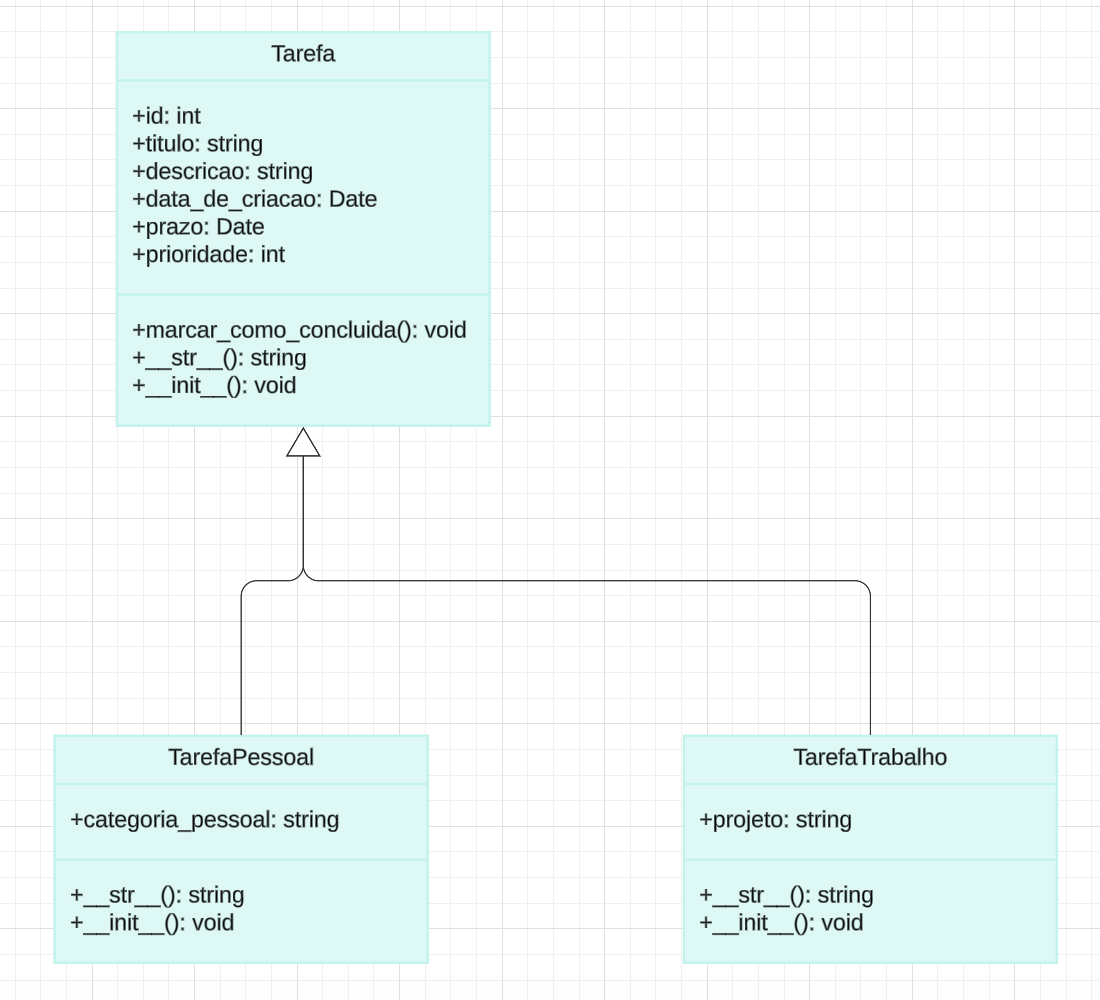 Tarefa
+id: int
+titulo: string
+descricao: string
+data_de_criacao: Date
+prazo: Date
+prioridade: int
+marcar_como_concluida(): void
+__str__(): string
+__init__(): void
TarefaPessoal
+categoria_pessoal: string
+__str__(): string
+__init__(): void
TarefaTrabalho
+projeto: string
+__str__(): string
+__init__(): void